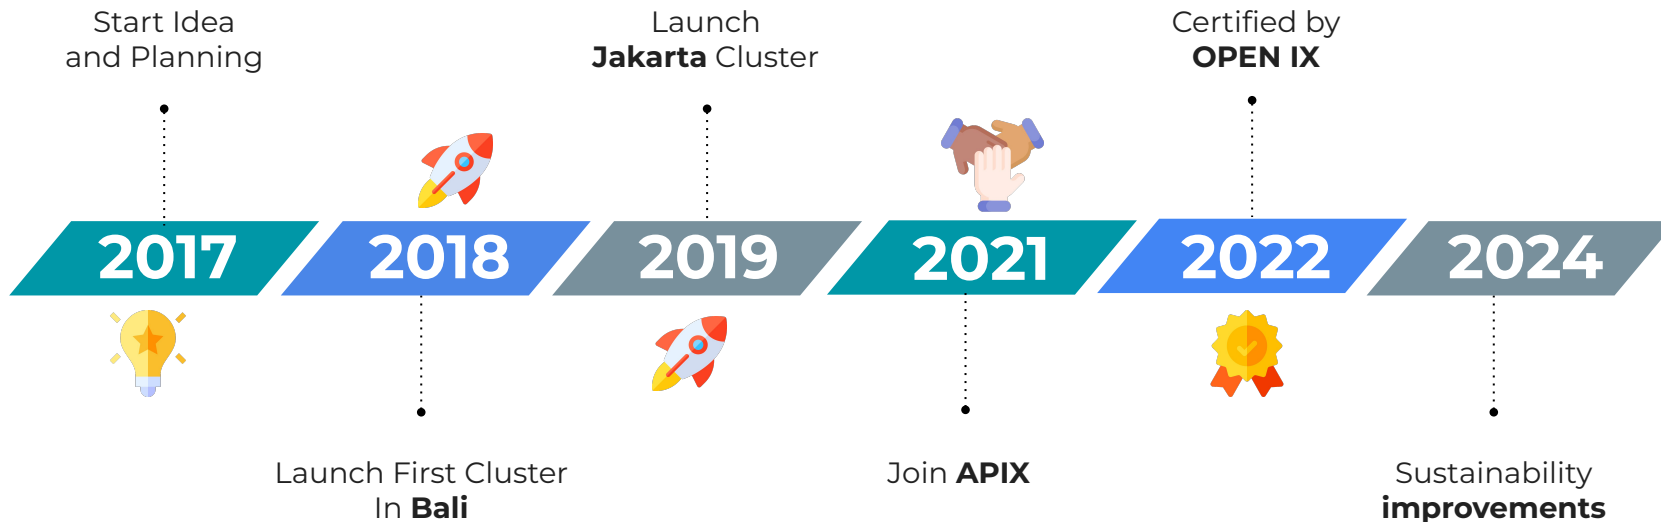 Start Idea
and Planning
Launch
Jakarta Cluster
Certified by
OPEN IX
2017
2018
2019
2021
2022
2024
Launch First Cluster
In Bali
Join APIX
Sustainability
improvements